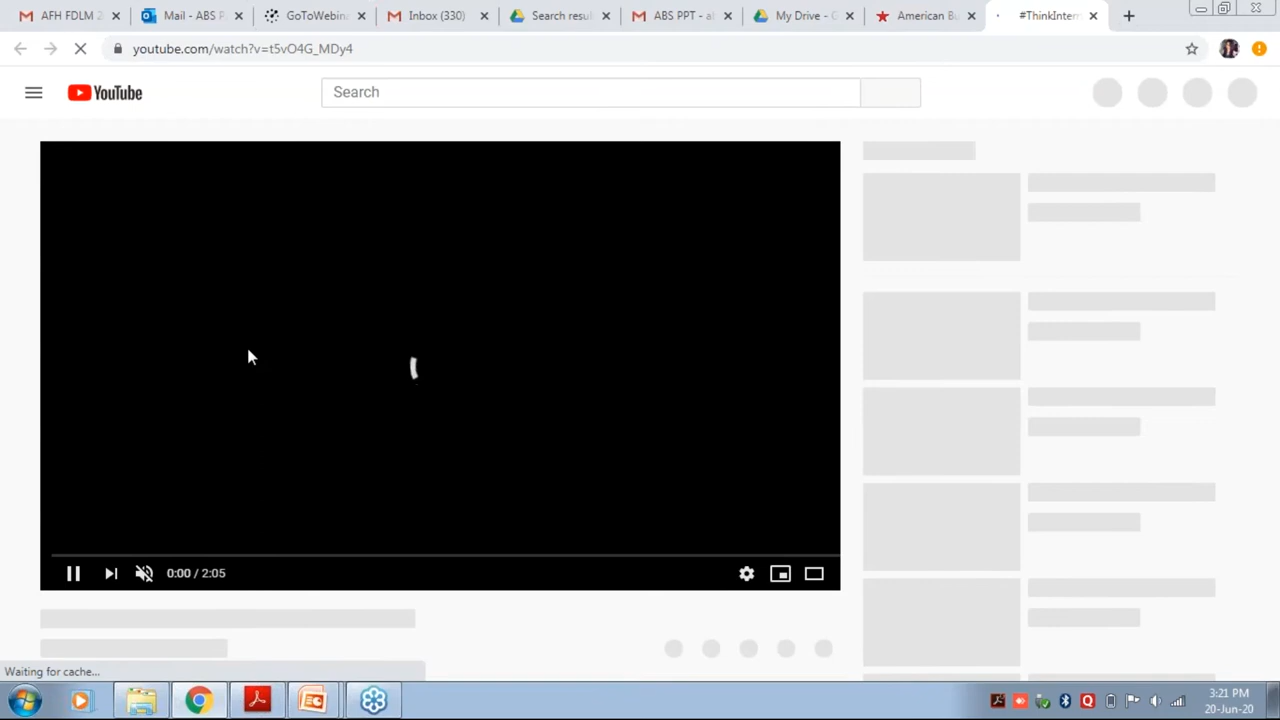 AFH FDLM 2
Mail - ABS P
GoToWebin
Inbox (330)
Search resul
ABS PPT - a
My Drive - G
American Bu
#ThinkInter
youtube.com/watch?v=t5vO4G_MDy4
YouTube
Search
0:00 / 2:05
Waiting for cache...
3:21 PM
20-Jun-20